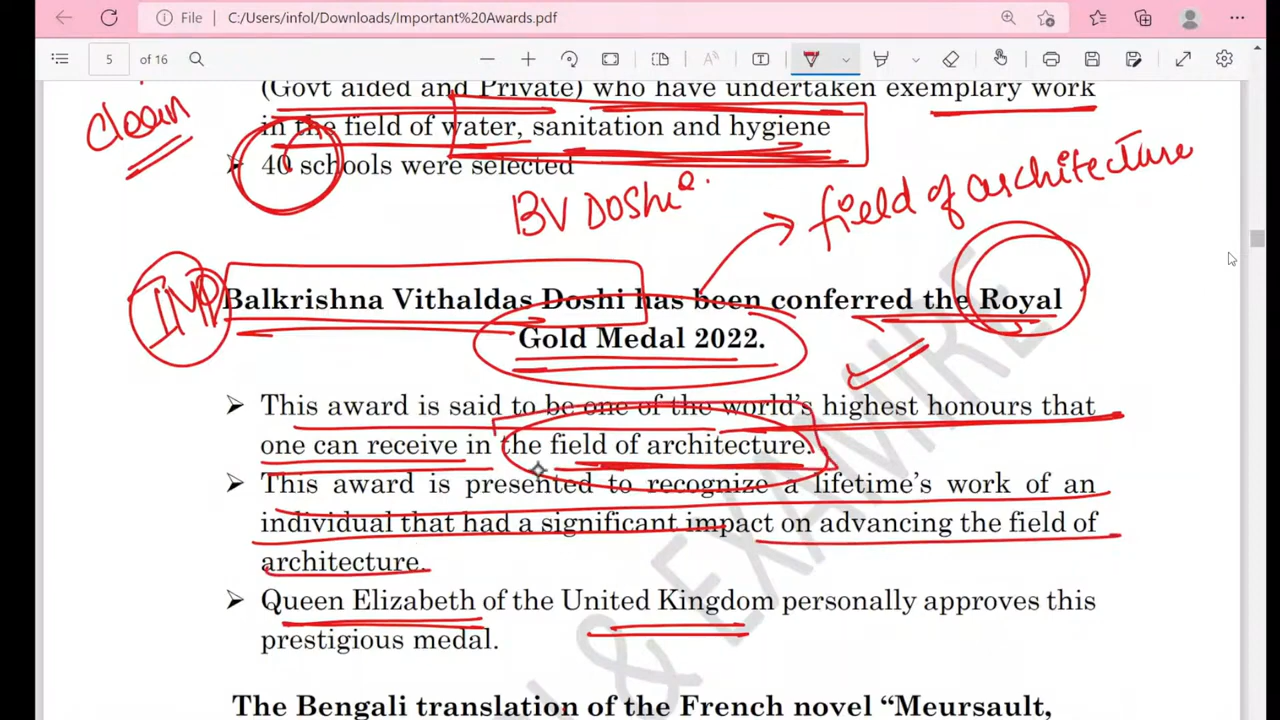 File
C:/Users/infol/Downloads/Important%20Awards.pdf
5 of 16
(Govt aided and Private) who have undertaken exemplary work
in the field of water, sanitation and hygiene
➢ 40 schools were selected
clean
BV DOShi
field of architecture
IMP
Balkrishna Vithaldas Doshi has been conferred the Royal
Gold Medal 2022.
➢ This award is said to be one of the world's highest honours that
one can receive in the field of architecture.
➢ This award is presented to recognize a lifetime's work of an
individual that had a significant impact on advancing the field of
architecture.
➢ Queen Elizabeth of the United Kingdom personally approves this
prestigious medal.
The Bengali translation of the French novel “Meursault,
& EXAMIRE